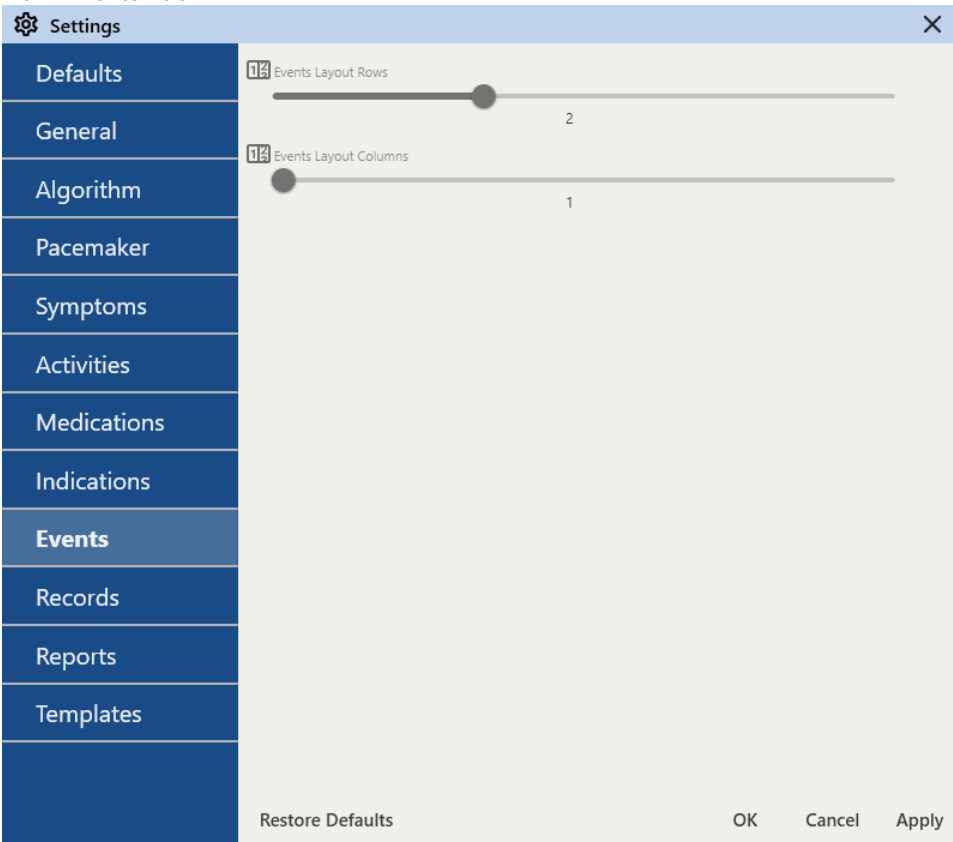 Settings
Defaults
General
Algorithm
Pacemaker
Symptoms
Activities
Medications
Indications
Events
Records
Reports
Templates
Events Layout Rows
2
Events Layout Columns
1
Restore Defaults
OK
Cancel
Apply